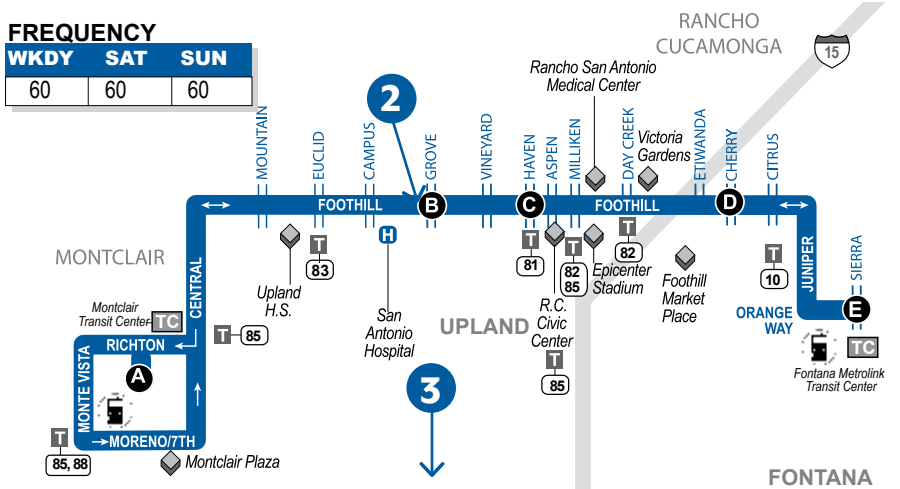 FREQUENCY
WKDY SAT SUN
60 60 60
RANCHO
CUCAMONGA
15
2
Rancho San Antonio
Medical Center
Victoria
Gardens
MOUNTAIN
EUCLID
CAMPUS
GROVE
VINEYARD
HAVEN
ASPEN
MILLIKEN
DAY CREEK
ETIWANDA
CHERRY
CITRUS
FOOTHILL
B
C
FOOTHILL
D
MONTCLAIR
CENTRAL
Upland
H.S.
T
83
H
San
Antonio
Hospital
T
81
T
82
85
R.C.
Civic
Center
T
85
Epicenter
Stadium
T
82
Foothill
Market
Place
T
10
JUNIPER
SIERRA
ORANGE
WAY
E
TC
Fontana Metrolink
Transit Center
UPLAND
Montclair
Transit Center
TC
T
85
RICHTON
A
MONTE VISTA
MORENO/7TH
T
85, 88
Montclair Plaza
3
FONTANA